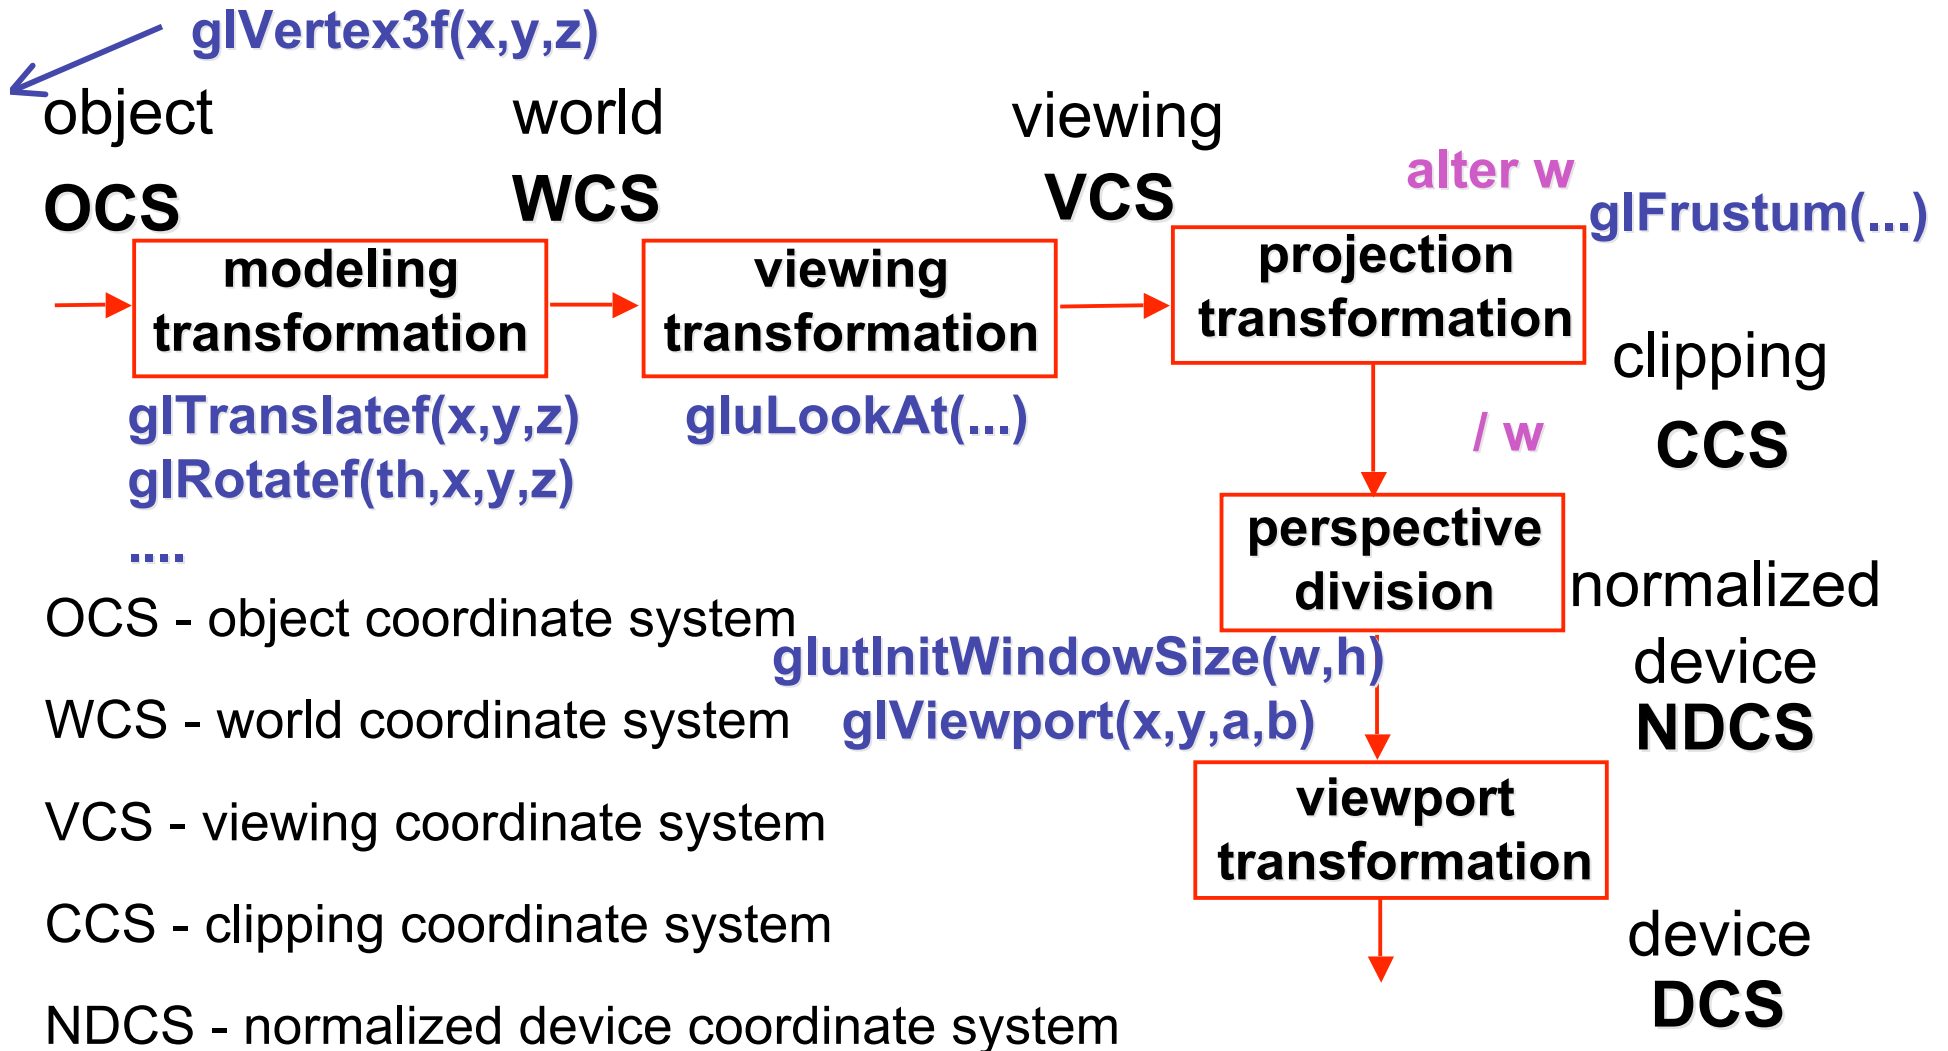 glVertex3f(x,y,z)
object
world
viewing
OCS
WCS
VCS
alter w
glFrustum(...)
modeling
transformation
viewing
transformation
projection
transformation
glTranslatef(x,y,z)
glRotatef(th,x,y,z)
....
gluLookAt(...)
clipping
CCS
/ w
perspective
division
normalized
device
NDCS
OCS - object coordinate system
glutInitWindowSize(w,h)
WCS - world coordinate system
glViewport(x,y,a,b)
viewport
transformation
VCS - viewing coordinate system
CCS - clipping coordinate system
device
DCS
NDCS - normalized device coordinate system